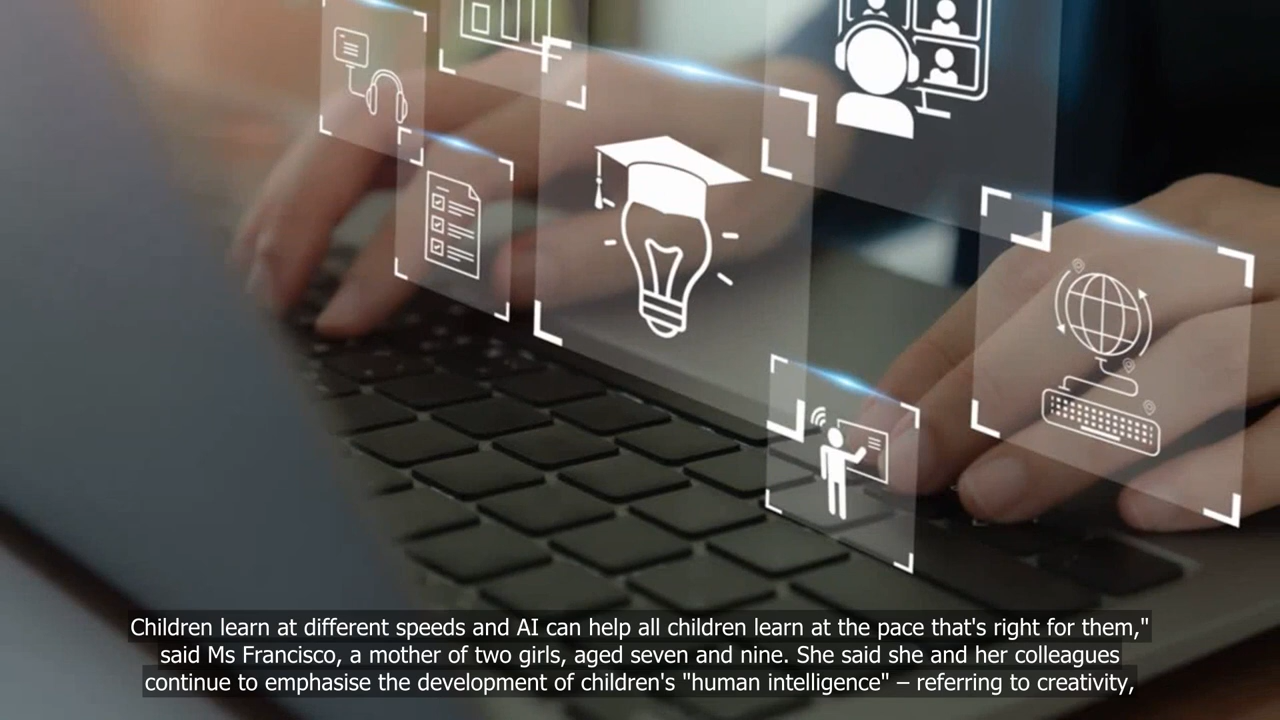 Children learn at different speeds and AI can help all children learn at the pace that's right for them,"
said Ms Francisco, a mother of two girls, aged seven and nine. She said she and her colleagues
continue to emphasise the development of children's "human intelligence" – referring to creativity,